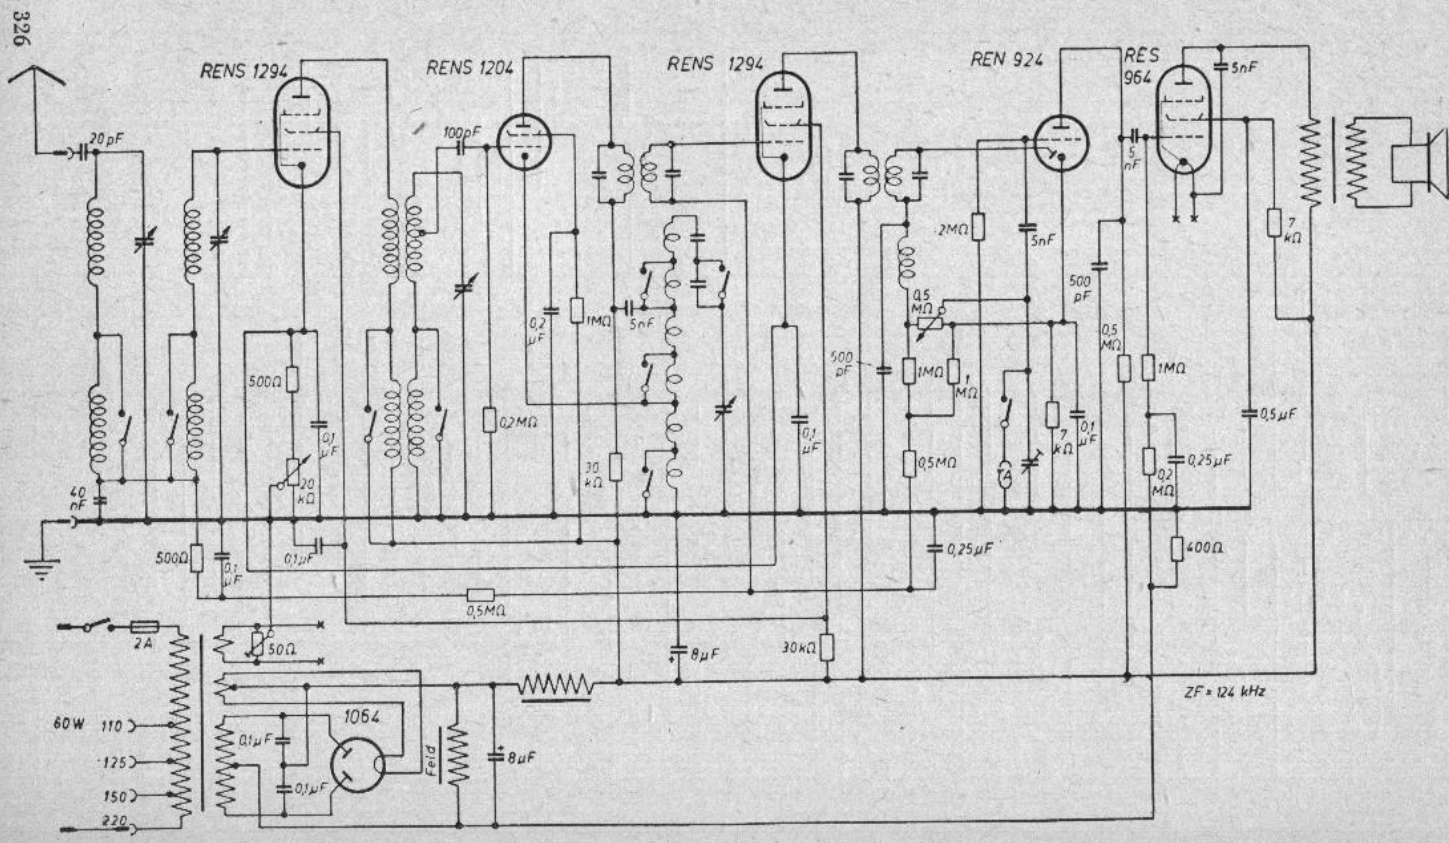 326
RENS 1294
RENS 1204
RENS 1294
REN 924
RES
964
5nF
20pF
100pF
5
nF
7
kΩ
2MΩ
5nF
500
pF
0,5
MΩ
0,2
µF
1MΩ
5nF
0,5
MΩ
500
pF
1MΩ
1
MΩ
1MΩ
500Ω
0,1
µF
20
kΩ
0,2MΩ
30
kΩ
0,1
µF
0,5MΩ
TA
7
kΩ
0,1
µF
0,2
MΩ
0,25µF
0,5µF
40
nF
500Ω
0,1
µF
0,1µF
0,25µF
400Ω
0,5MΩ
2A
50Ω
8µF
30kΩ
ZF = 124 kHz
60W
110
125
150
220
0,1µF
0,1µF
1064
Feld
8µF